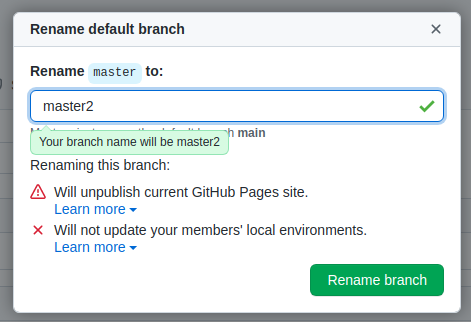 Rename default branch
Rename master to:
master2
main
Your branch name will be master2
Renaming this branch:
Will unpublish current GitHub Pages site.
Learn more
Will not update your members' local environments.
Learn more
Rename branch